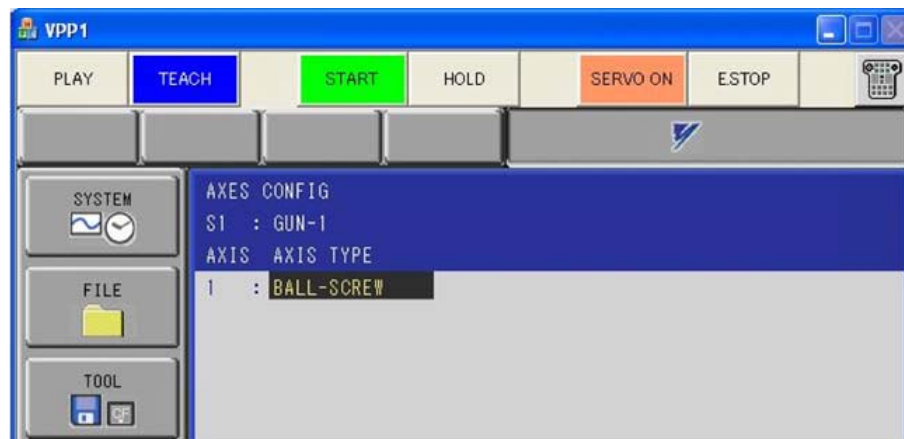 VPP1
PLAY TEACH START HOLD SERVO ON E.STOP
SYSTEM
FILE
TOOL
CF
AXES CONFIG
S1 : GUN-1
AXIS AXIS TYPE
1 : BALL-SCREW